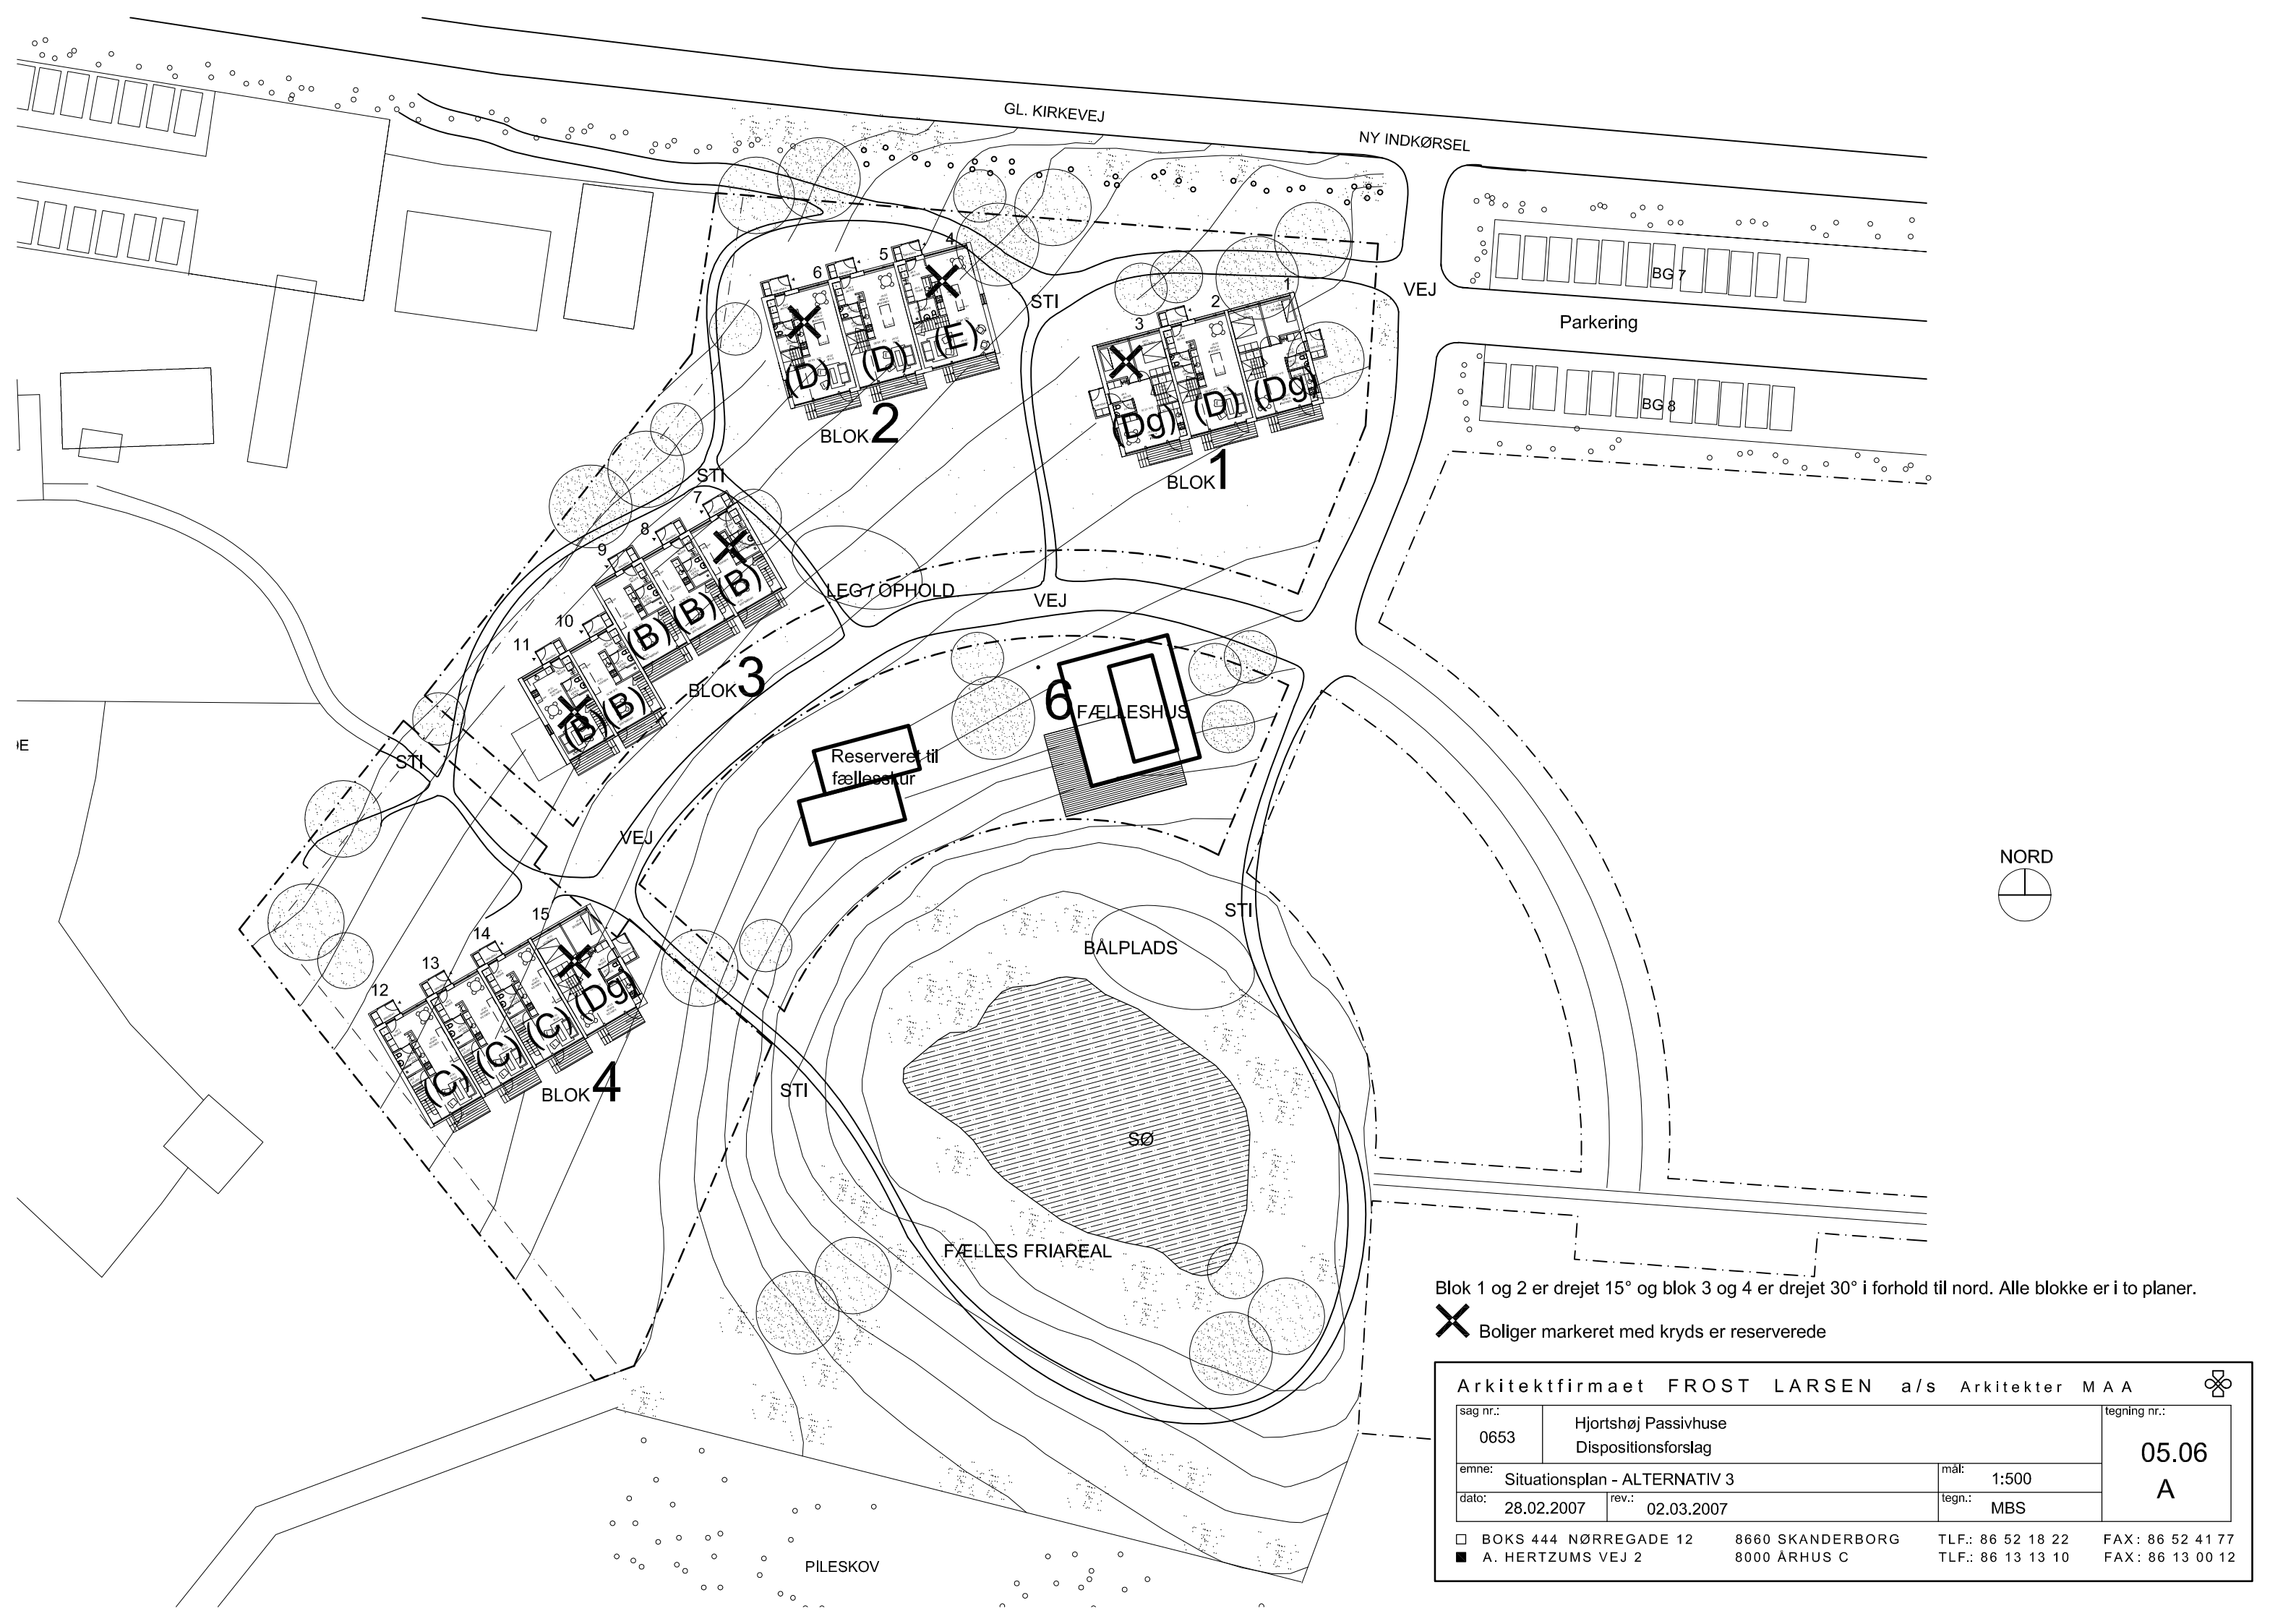 GL. KIRKEVEJ
NY INDKØRSEL
4
5
6
STI
VEJ
BG 7
1
2
3
Parkering
(D)
(D)
(E)
(Dg)
(D)
(Dg)
BG 8
BLOK 2
BLOK 1
STI
7
8
9
10
11
(B)
(B)
(B)
(B)
(B)
LEG / OPHOLD
VEJ
BLOK 3
6 FÆLLESHUS
ЭE
STI
Reserveret til
fællesskur
VEJ
NORD
15
14
13
12
STI
BÅLPLADS
(Dg)
(C)
(C)
(C)
BLOK 4
STI
SØ
FÆLLES FRIAREAL
PILESKOV
Blok 1 og 2 er drejet 15° og blok 3 og 4 er drejet 30° i forhold til nord. Alle blokke er i to planer.
Boliger markeret med kryds er reserverede
Arkitektfirmaet FROST LARSEN a/s Arkitekter MAA
sag nr.: 0653
Hjortshøj Passivhuse
Dispositionsforslag
tegning nr.: 05.06
A
emne: Situationsplan - ALTERNATIV 3
mål: 1:500
dato: 28.02.2007 rev.: 02.03.2007
tegn.: MBS
BOKS 444 NØRREGADE 12 8660 SKANDERBORG TLF.: 86 52 18 22 FAX: 86 52 41 77
A. HERTZUMS VEJ 2 8000 ÅRHUS C TLF.: 86 13 13 10 FAX: 86 13 00 12